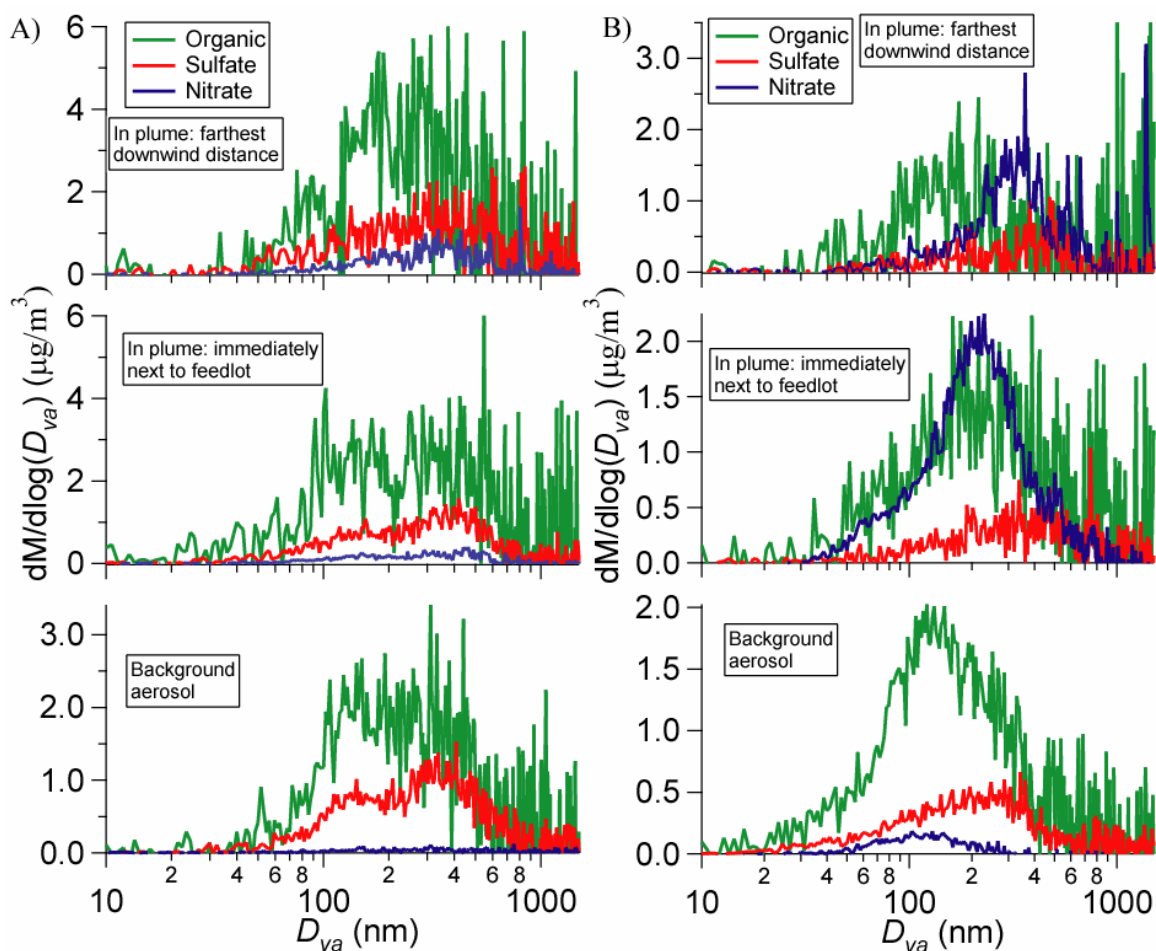 A)
Organic
Sulfate
Nitrate
In plume: farthest
downwind distance
6
4
2
0
In plume: immediately
next to feedlot
6
4
2
0
Background
aerosol
3.0
2.0
1.0
0.0
dM/dlog(Dva) (µg/m3)
10 2 4 6 8 100 2 4 6 8 1000
Dva (nm)
B)
Organic
Sulfate
Nitrate
In plume: farthest
downwind distance
3.0
2.0
1.0
0.0
In plume: immediately
next to feedlot
2.0
1.5
1.0
0.5
0.0
Background
aerosol
2.0
1.5
1.0
0.5
0.0
dM/dlog(Dva) (µg/m3)
10 2 4 6 8 100 2 4 6 8 1000
Dva (nm)